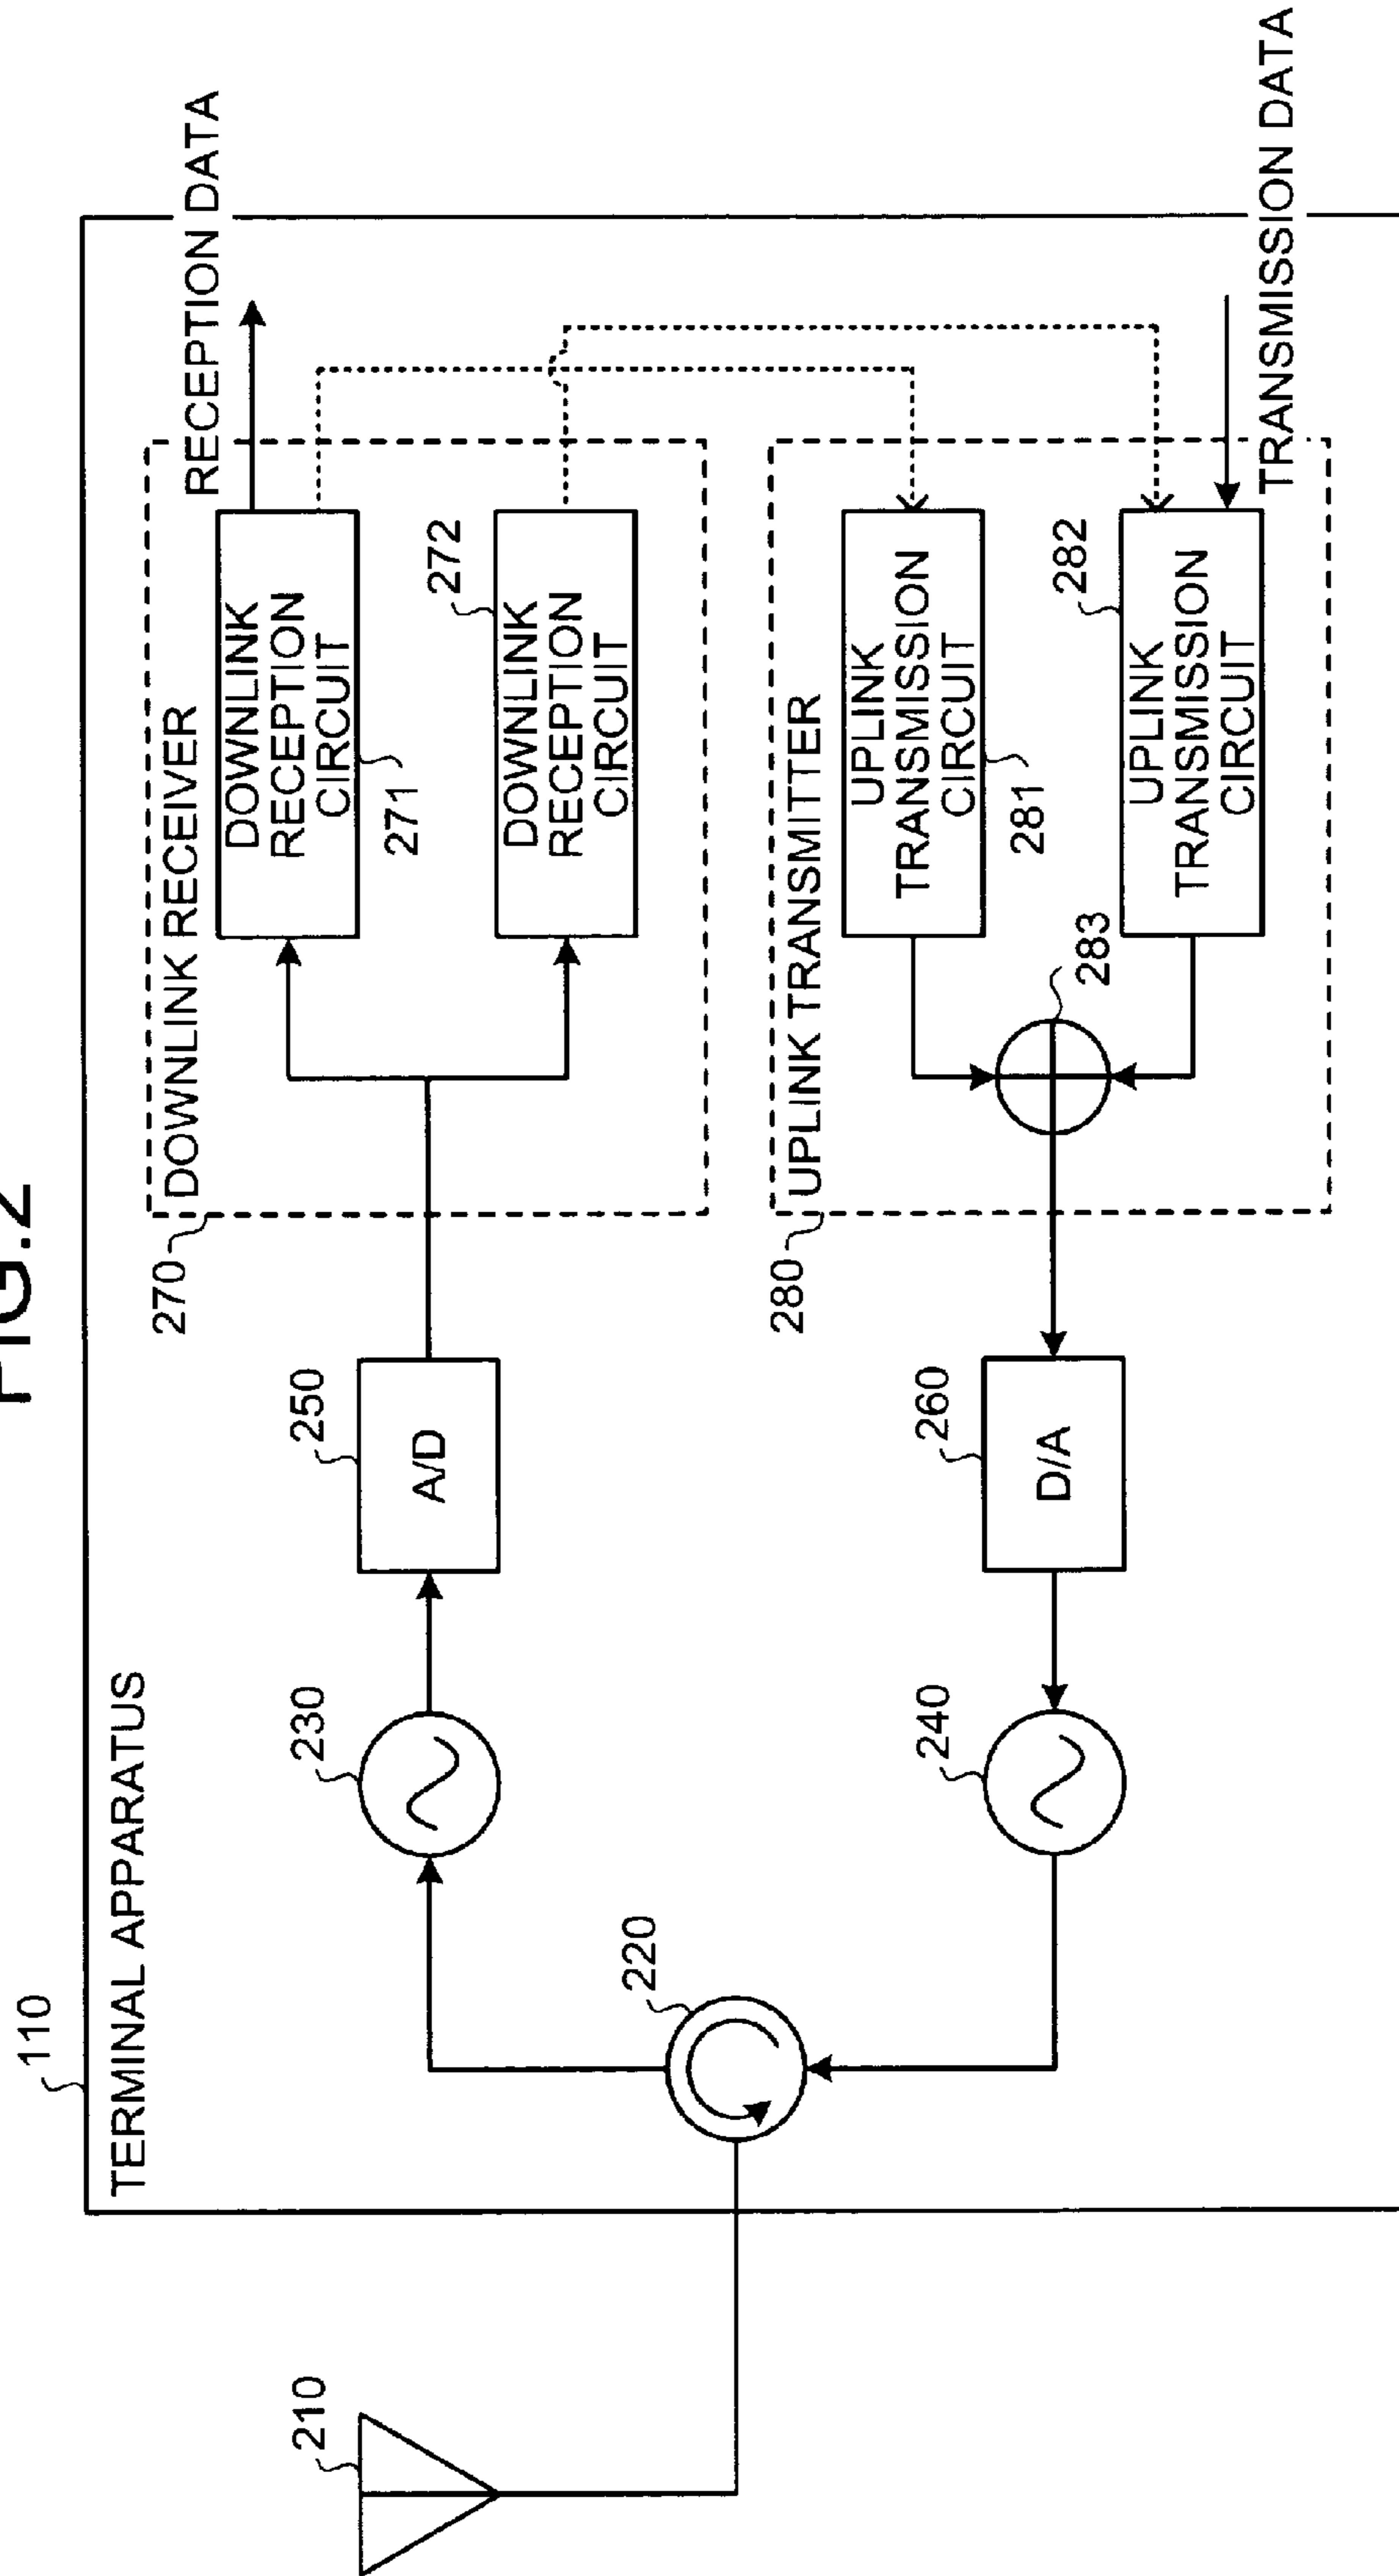 FIG.2
110
TERMINAL APPARATUS
210
220
230
240
250
A/D
260
D/A
270
DOWNLINK RECEIVER
DOWNLINK
RECEPTION
CIRCUIT
271
272
DOWNLINK
RECEPTION
CIRCUIT
RECEPTION DATA
280
UPLINK TRANSMITTER
UPLINK
TRANSMISSION
CIRCUIT
281
282
UPLINK
TRANSMISSION
CIRCUIT
283
TRANSMISSION DATA